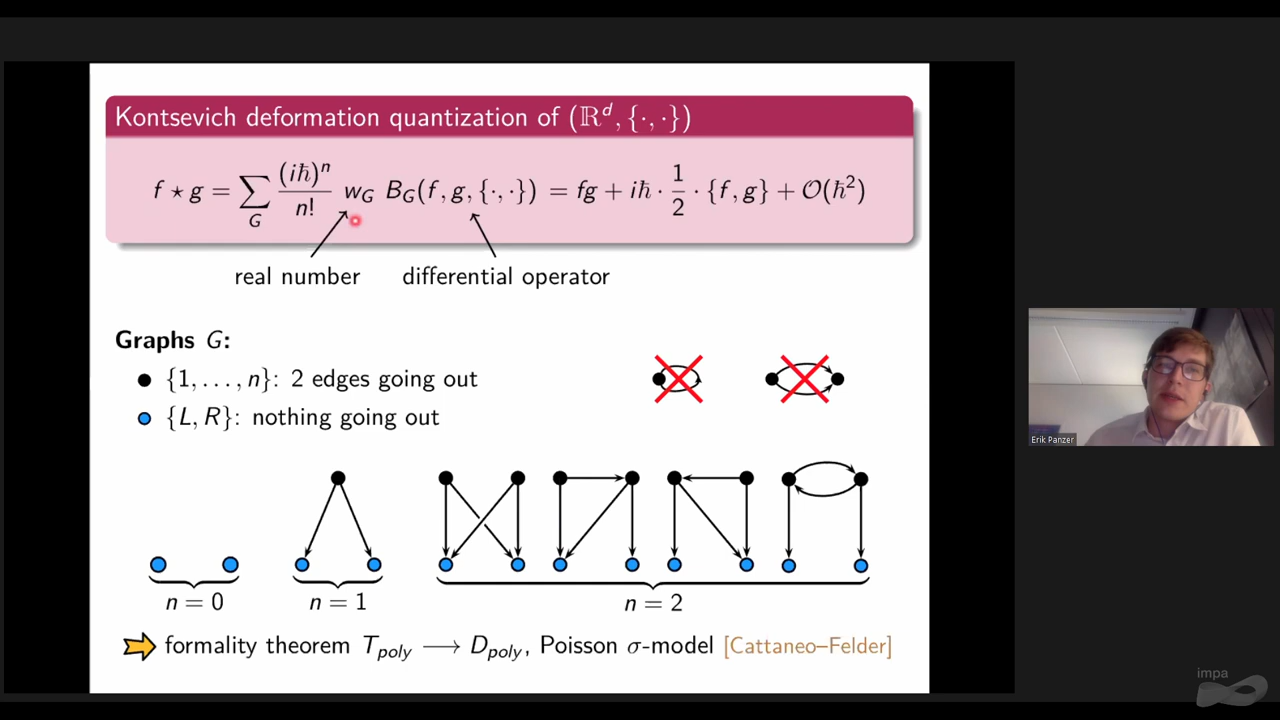 Kontsevich deformation quantization of (ℝᵈ, {·, ·})
f ⋆ g = ∑_G (iℏ)ⁿ/n! w_G B_G(f, g, {·, ·}) = fg + iℏ · 1/2 · {f, g} + 𝒪(ℏ²)
real number differential operator
Graphs G:
{1, . . . , n}: 2 edges going out
{L, R}: nothing going out
n = 0 n = 1 n = 2
formality theorem T_poly ⟶ D_poly, Poisson σ-model [Cattaneo–Felder]
Erik Panzer
impa